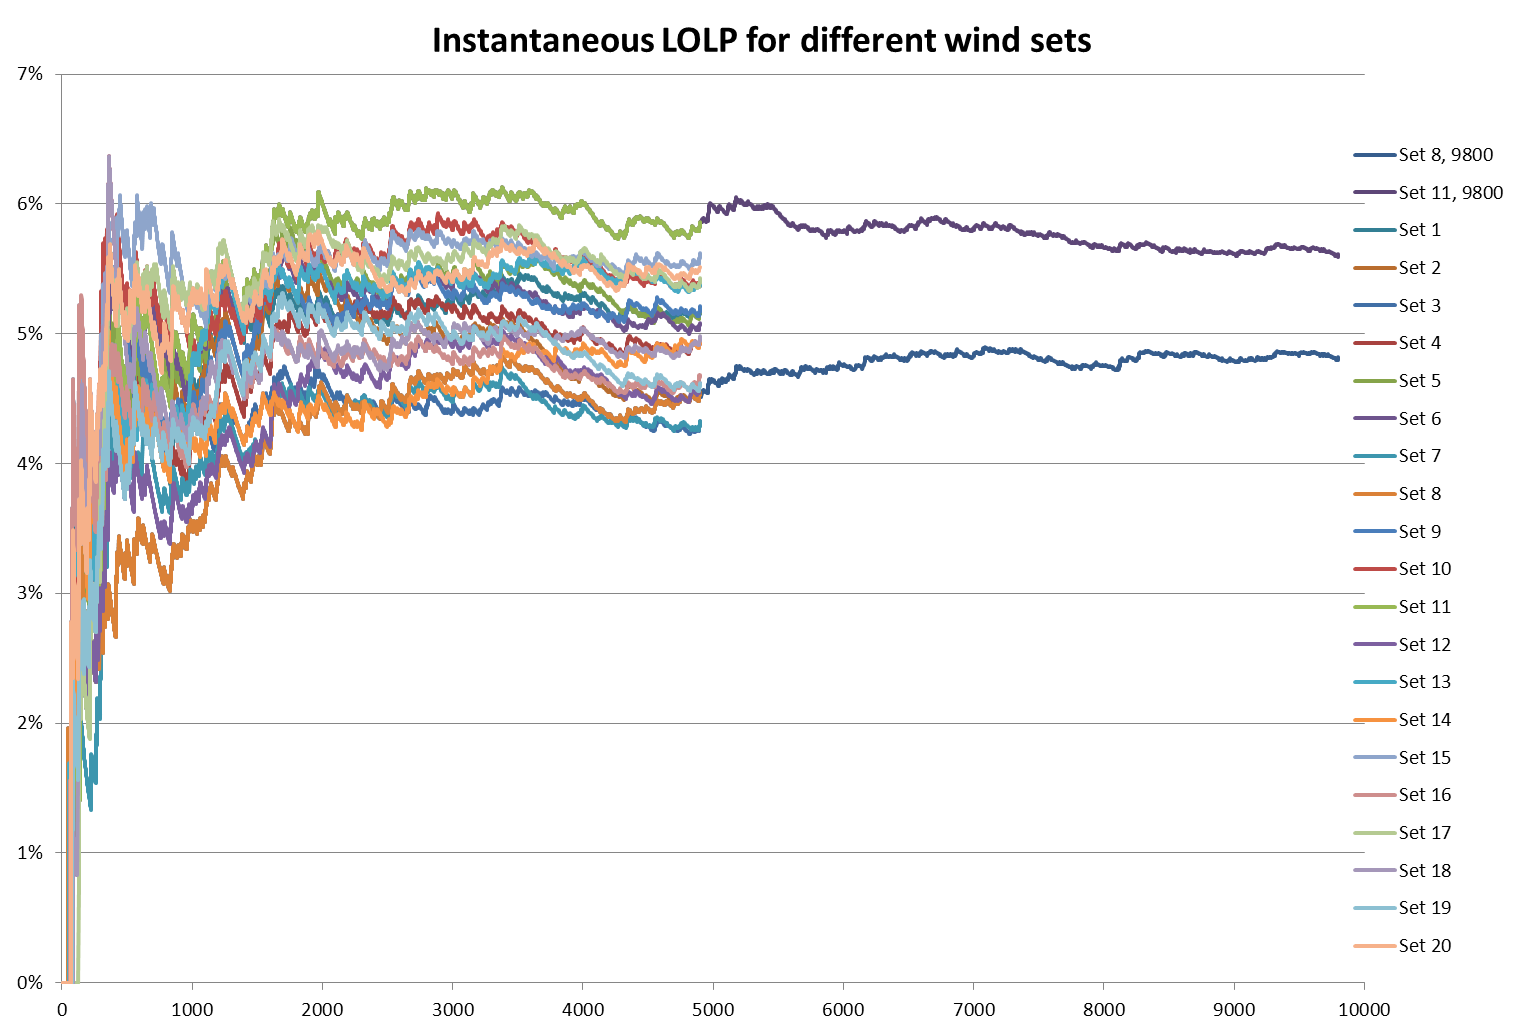 Instantaneous LOLP for different wind sets
7%
6%
5%
4%
3%
2%
1%
0%
0 1000 2000 3000 4000 5000 6000 7000 8000 9000 10000
Set 8, 9800
Set 11, 9800
Set 1
Set 2
Set 3
Set 4
Set 5
Set 6
Set 7
Set 8
Set 9
Set 10
Set 11
Set 12
Set 13
Set 14
Set 15
Set 16
Set 17
Set 18
Set 19
Set 20